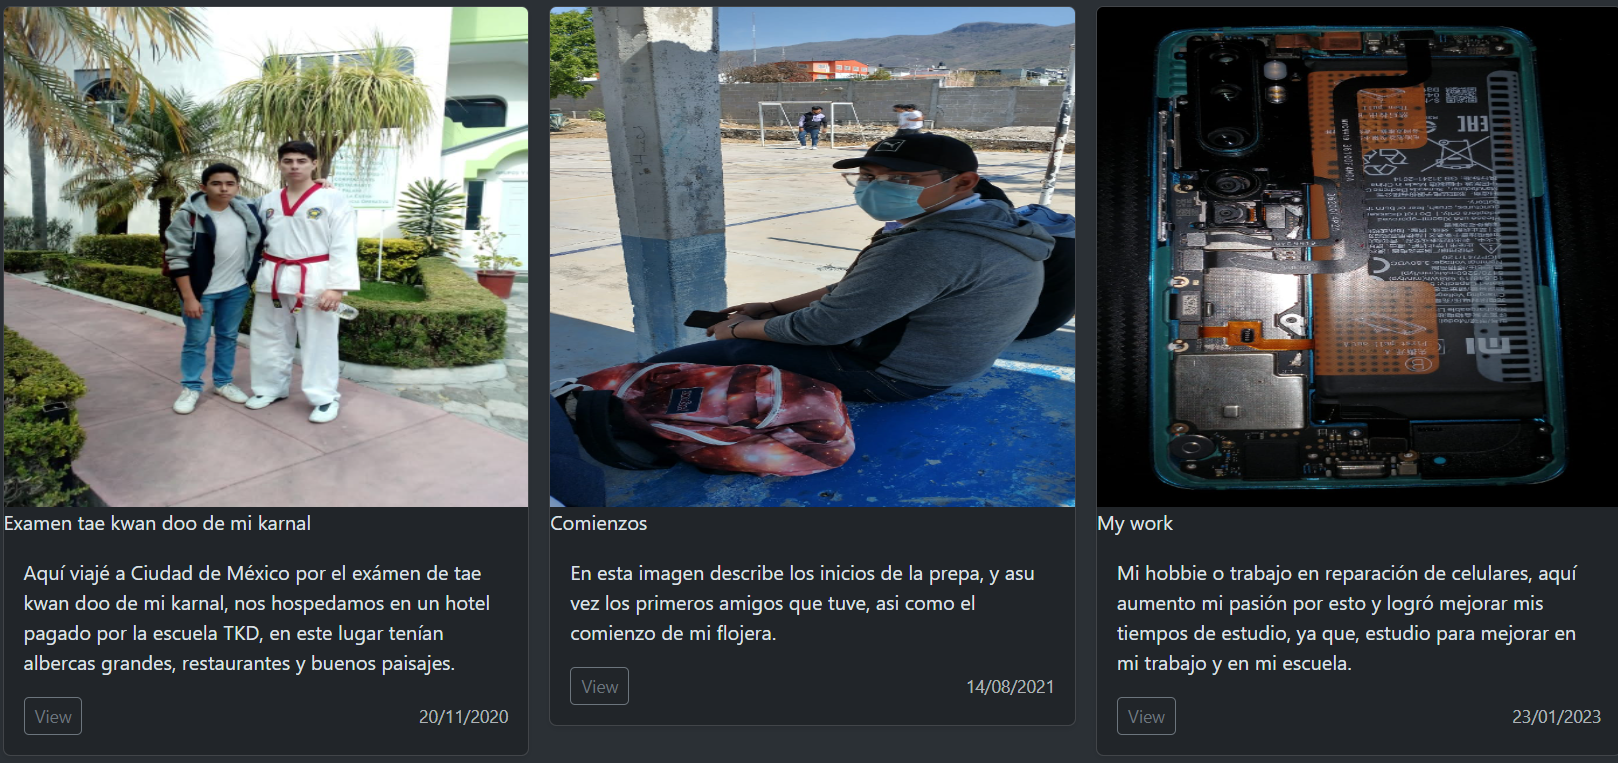 Examen tae kwan doo de mi karnal
Aquí viajé a Ciudad de México por el exámen de tae
kwan doo de mi karnal, nos hospedamos en un hotel
pagado por la escuela TKD, en este lugar tenían
albercas grandes, restaurantes y buenos paisajes.
View
20/11/2020
Comienzos
En esta imagen describe los inicios de la prepa, y asu
vez los primeros amigos que tuve, asi como el
comienzo de mi flojera.
View
14/08/2021
EAC
My work
Mi hobbie o trabajo en reparación de celulares, aquí
aumento mi pasión por esto y logró mejorar mis
tiempos de estudio, ya que, estudio para mejorar en
mi trabajo y en mi escuela.
View
23/01/2023